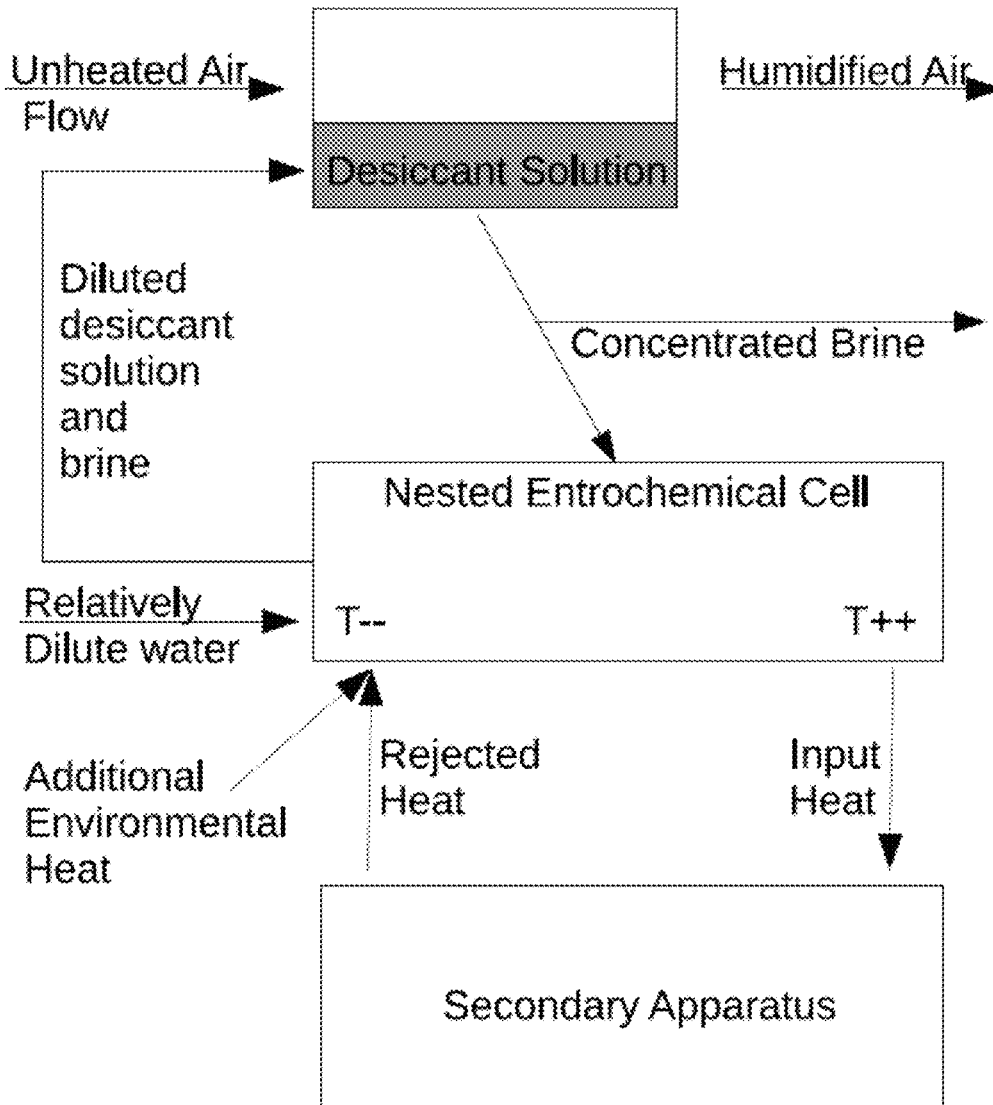 Unheated Air
Flow
Humidified Air
Desiccant Solution
Diluted
desiccant
solution
and
brine
Concentrated Brine
Nested Entrochemical Cell
Relatively
Dilute water
T--
T++
Additional
Environmental
Heat
Rejected
Heat
Input
Heat
Secondary Apparatus